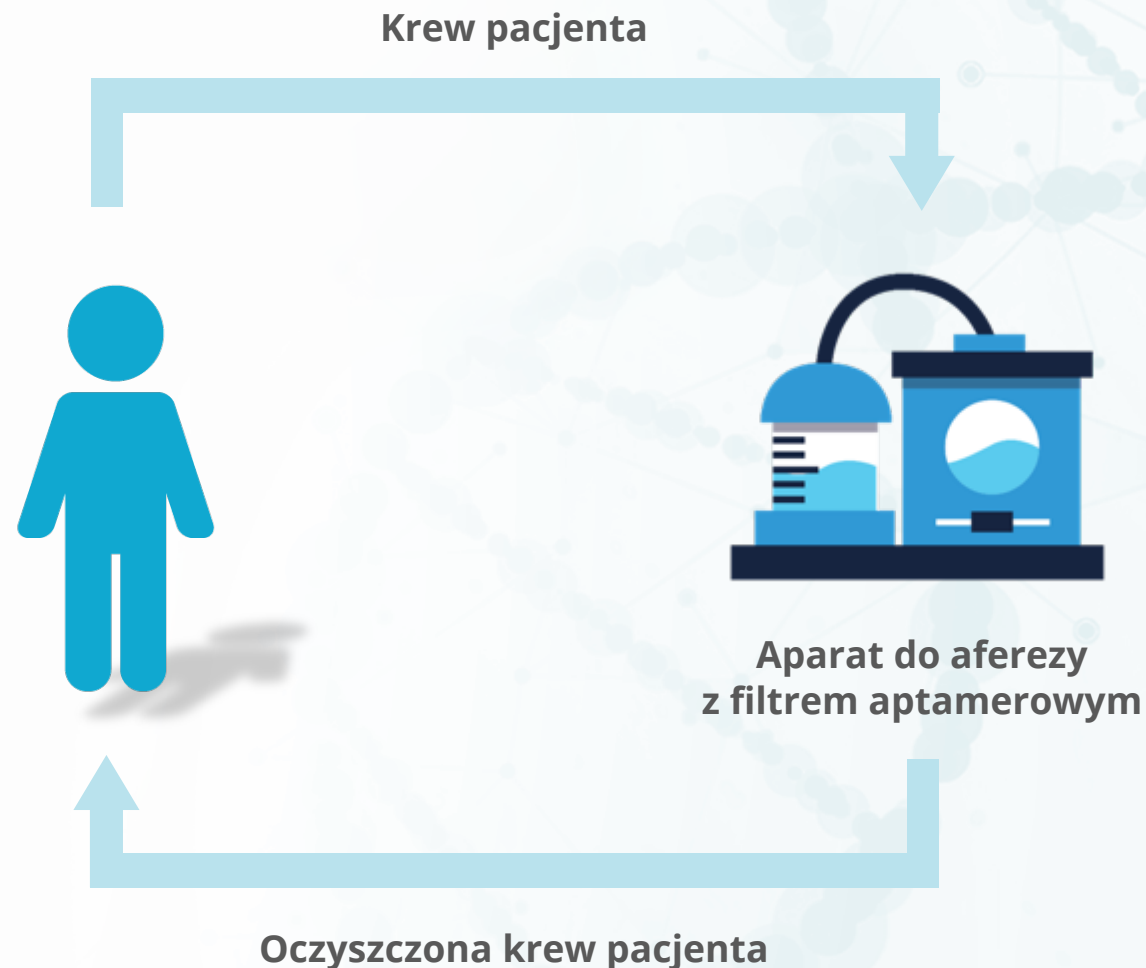 Krew pacjenta
Aparat do aferezy
z filtrem aptamerowym
Oczyszczona krew pacjenta